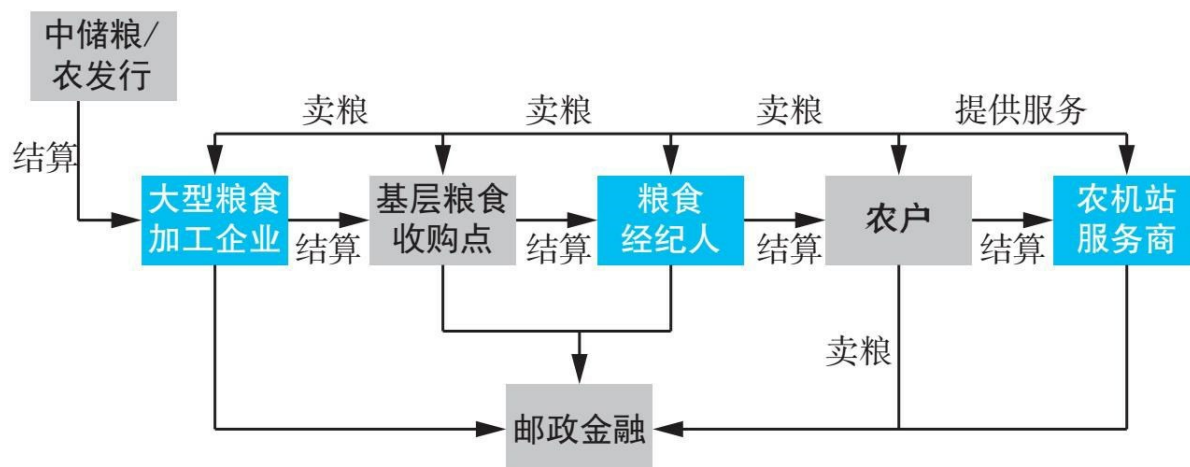 中储粮/
农发行
卖粮 卖粮 卖粮 提供服务
结算
大型粮食
加工企业
基层粮食
收购点
粮食
经纪人
农户
农机站
服务商
结算 结算 结算 结算
卖粮
邮政金融